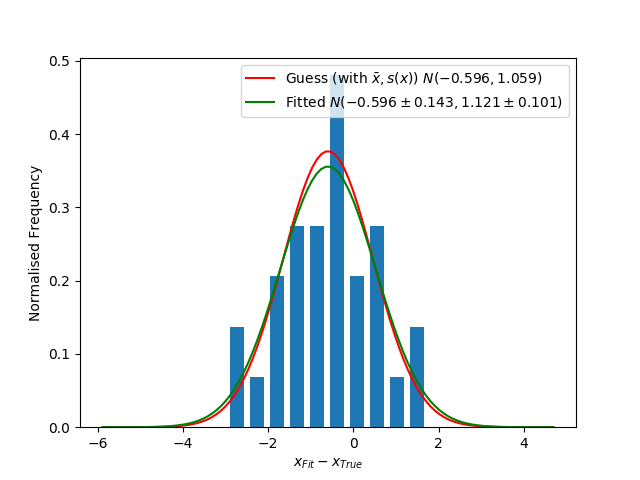 Guess (with x̄, s(x)) N(−0.596, 1.059)
Fitted N(−0.596 ± 0.143, 1.121 ± 0.101)
Normalised Frequency
0.5
0.4
0.3
0.2
0.1
0.0
−6 −4 −2 0 2 4
x_Fit − x_True